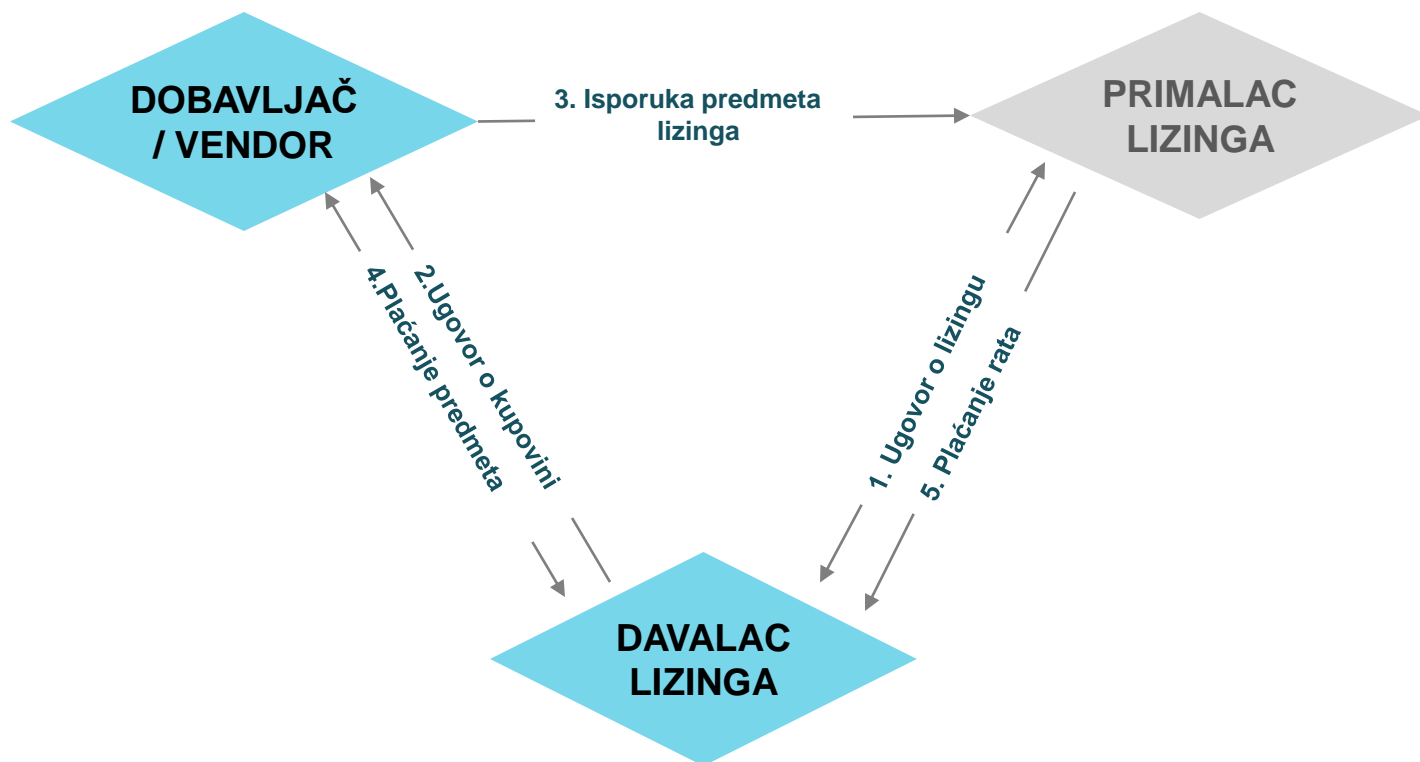 DOBAVLJAČ
/ VENDOR
3. Isporuka predmeta
lizinga
PRIMALAC
LIZINGA
4.Plaćanje predmeta
2.Ugovor o kupovini
1. Ugovor o lizingu
5. Plaćanje rata
DAVALAC
LIZINGA